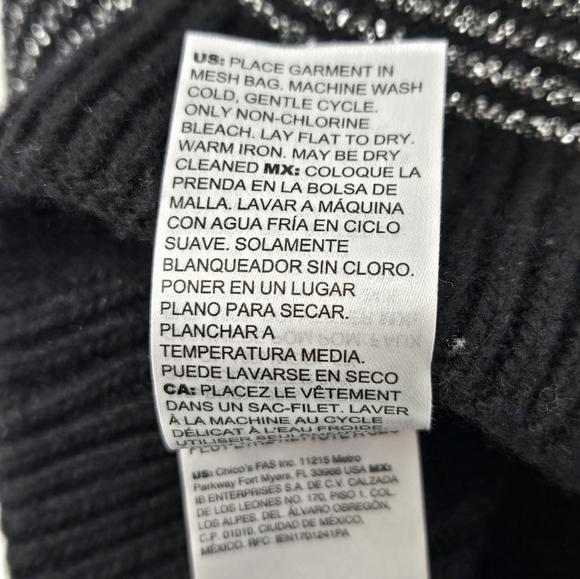 US: PLACE GARMENT IN
MESH BAG. MACHINE WASH
COLD, GENTLE CYCLE.
ONLY NON-CHLORINE
BLEACH. LAY FLAT TO DRY.
WARM IRON. MAY BE DRY
CLEANED MX: COLOQUE LA
PRENDA EN LA BOLSA DE
MALLA. LAVAR A MÁQUINA
CON AGUA FRÍA EN CICLO
SUAVE. SOLAMENTE
BLANQUEADOR SIN CLORO.
PONER EN UN LUGAR
PLANO PARA SECAR.
PLANCHAR A
TEMPERATURA MEDIA.
PUEDE LAVARSE EN SECO
CA: PLACEZ LE VÊTEMENT
DANS UN SAC-FILET. LAVER
À LA MACHINE AU CYCLE
DÉLICAT À L'EAU FROIDE
UTILISER
US: Chico's FAS Inc. 11215 Metro
Parkway Fort Myers, FL 33966 USA MX:
IB ENTERPRISES S.A. DE C.V. CALZADA
DE LOS LEONES NO. 170, PISO 1, COL.
LOS ALPES, DEL. ÁLVARO OBREGÓN,
C.P. 01010, CIUDAD DE MÉXICO,
MÉXICO. RFC: IEN1701241PA